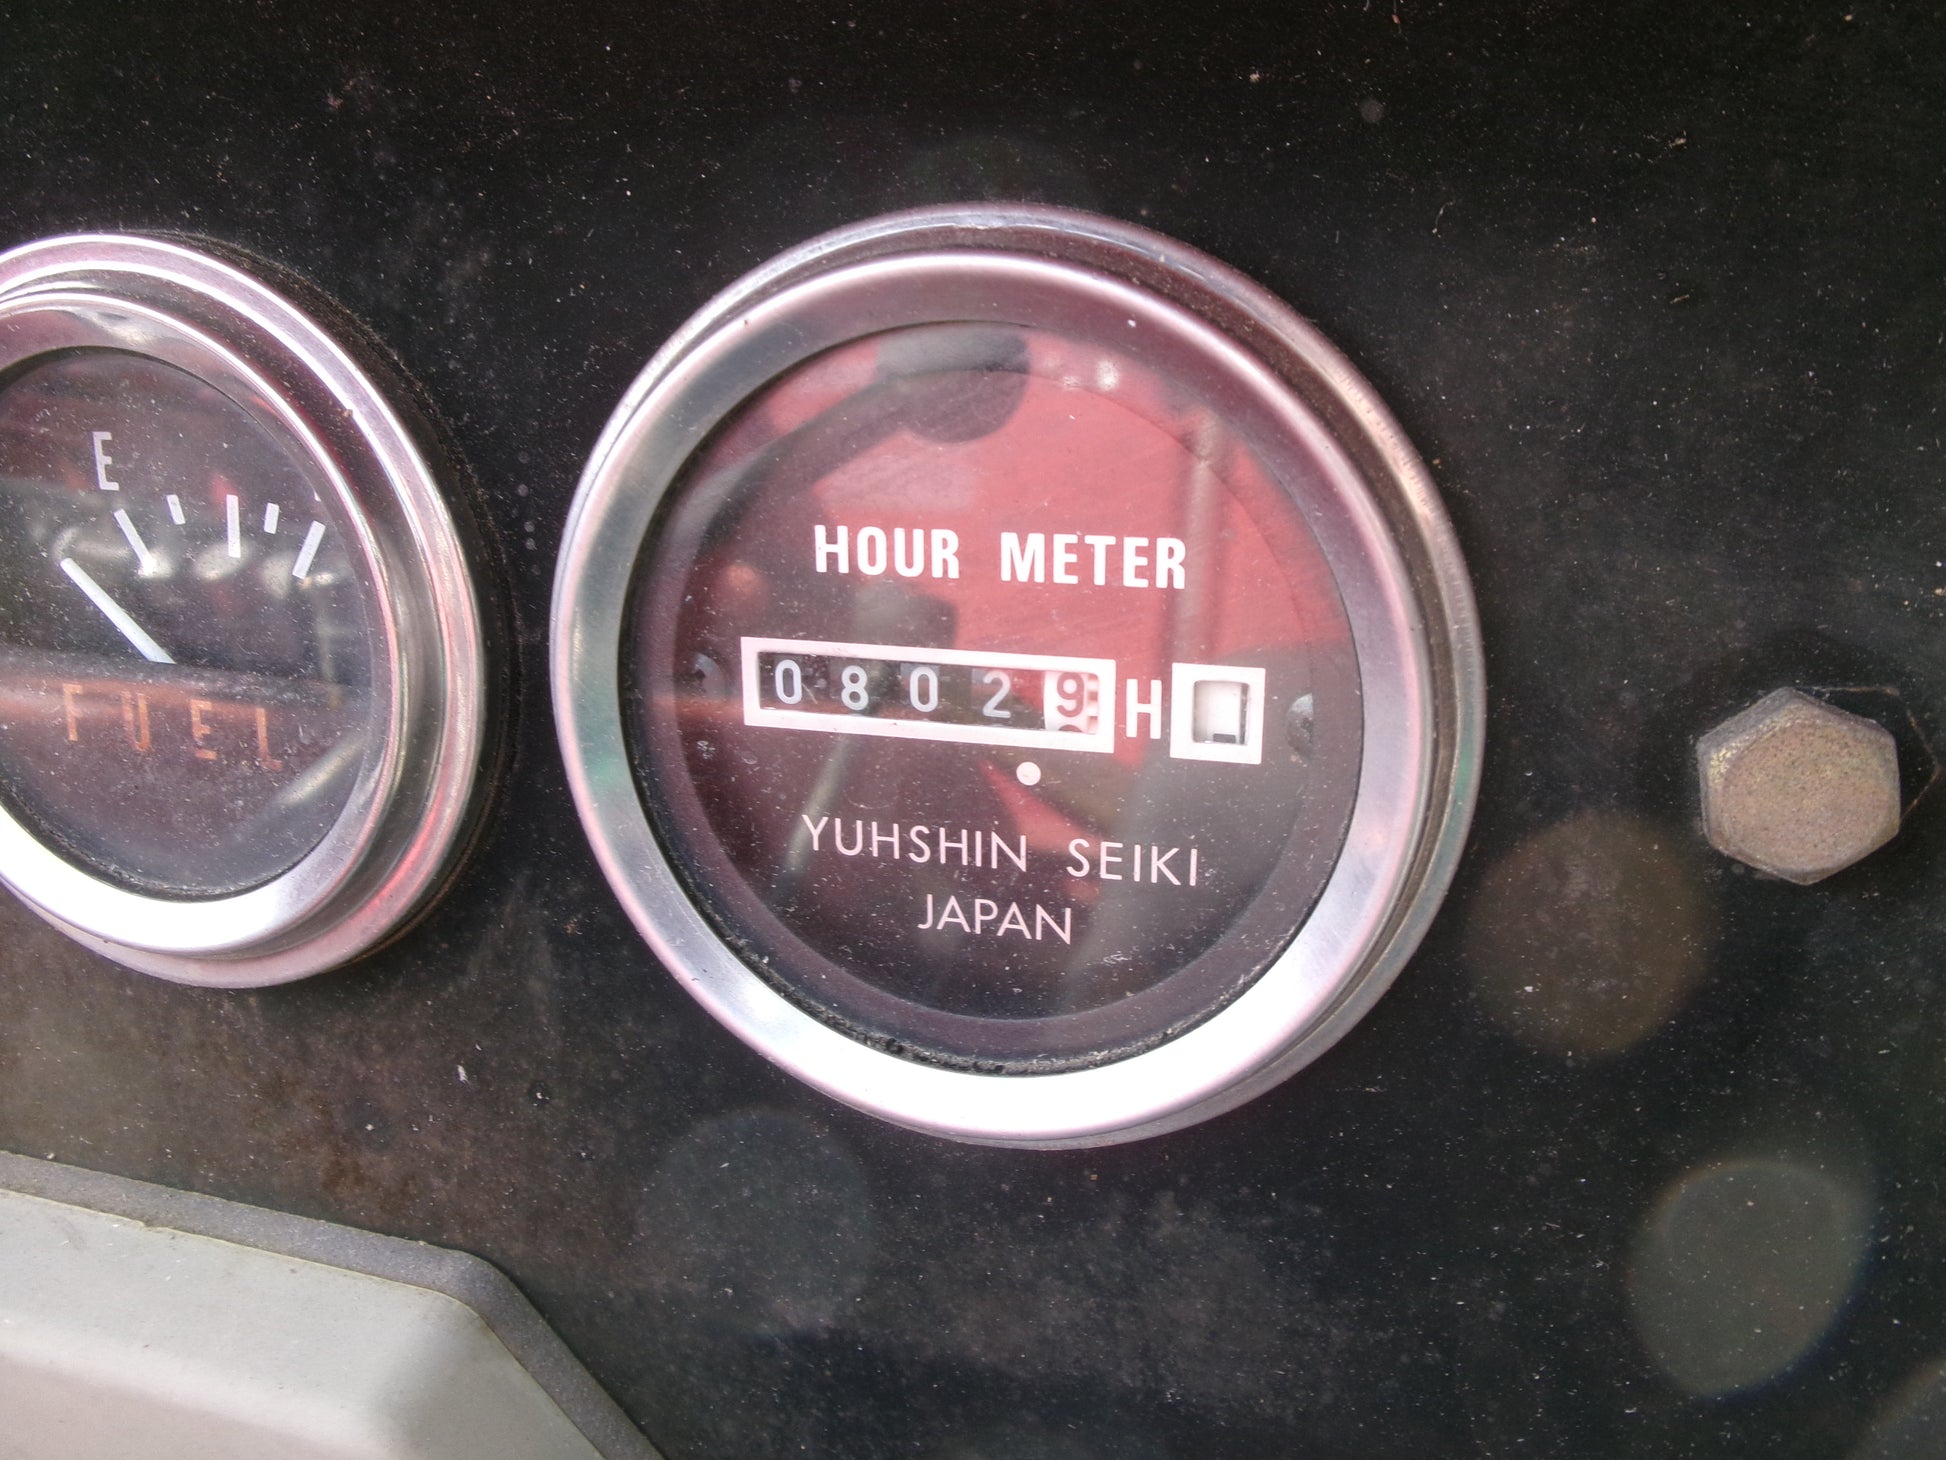 E
FUEL
HOUR METER
08029 H
YUHSHIN SEIKI
JAPAN